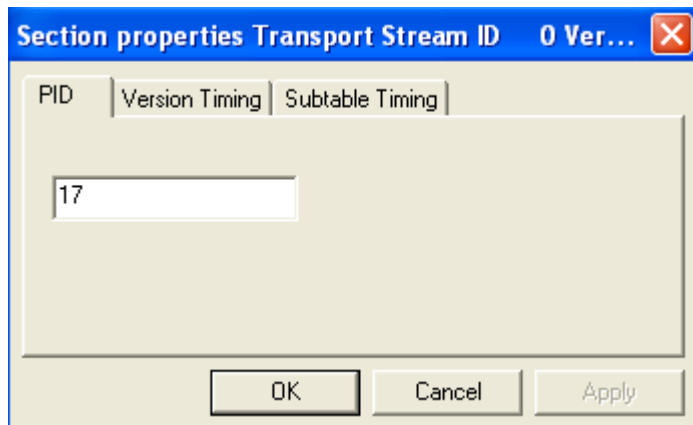 Section properties Transport Stream ID 0 Ver...
PID Version Timing Subtable Timing
17
OK Cancel Apply